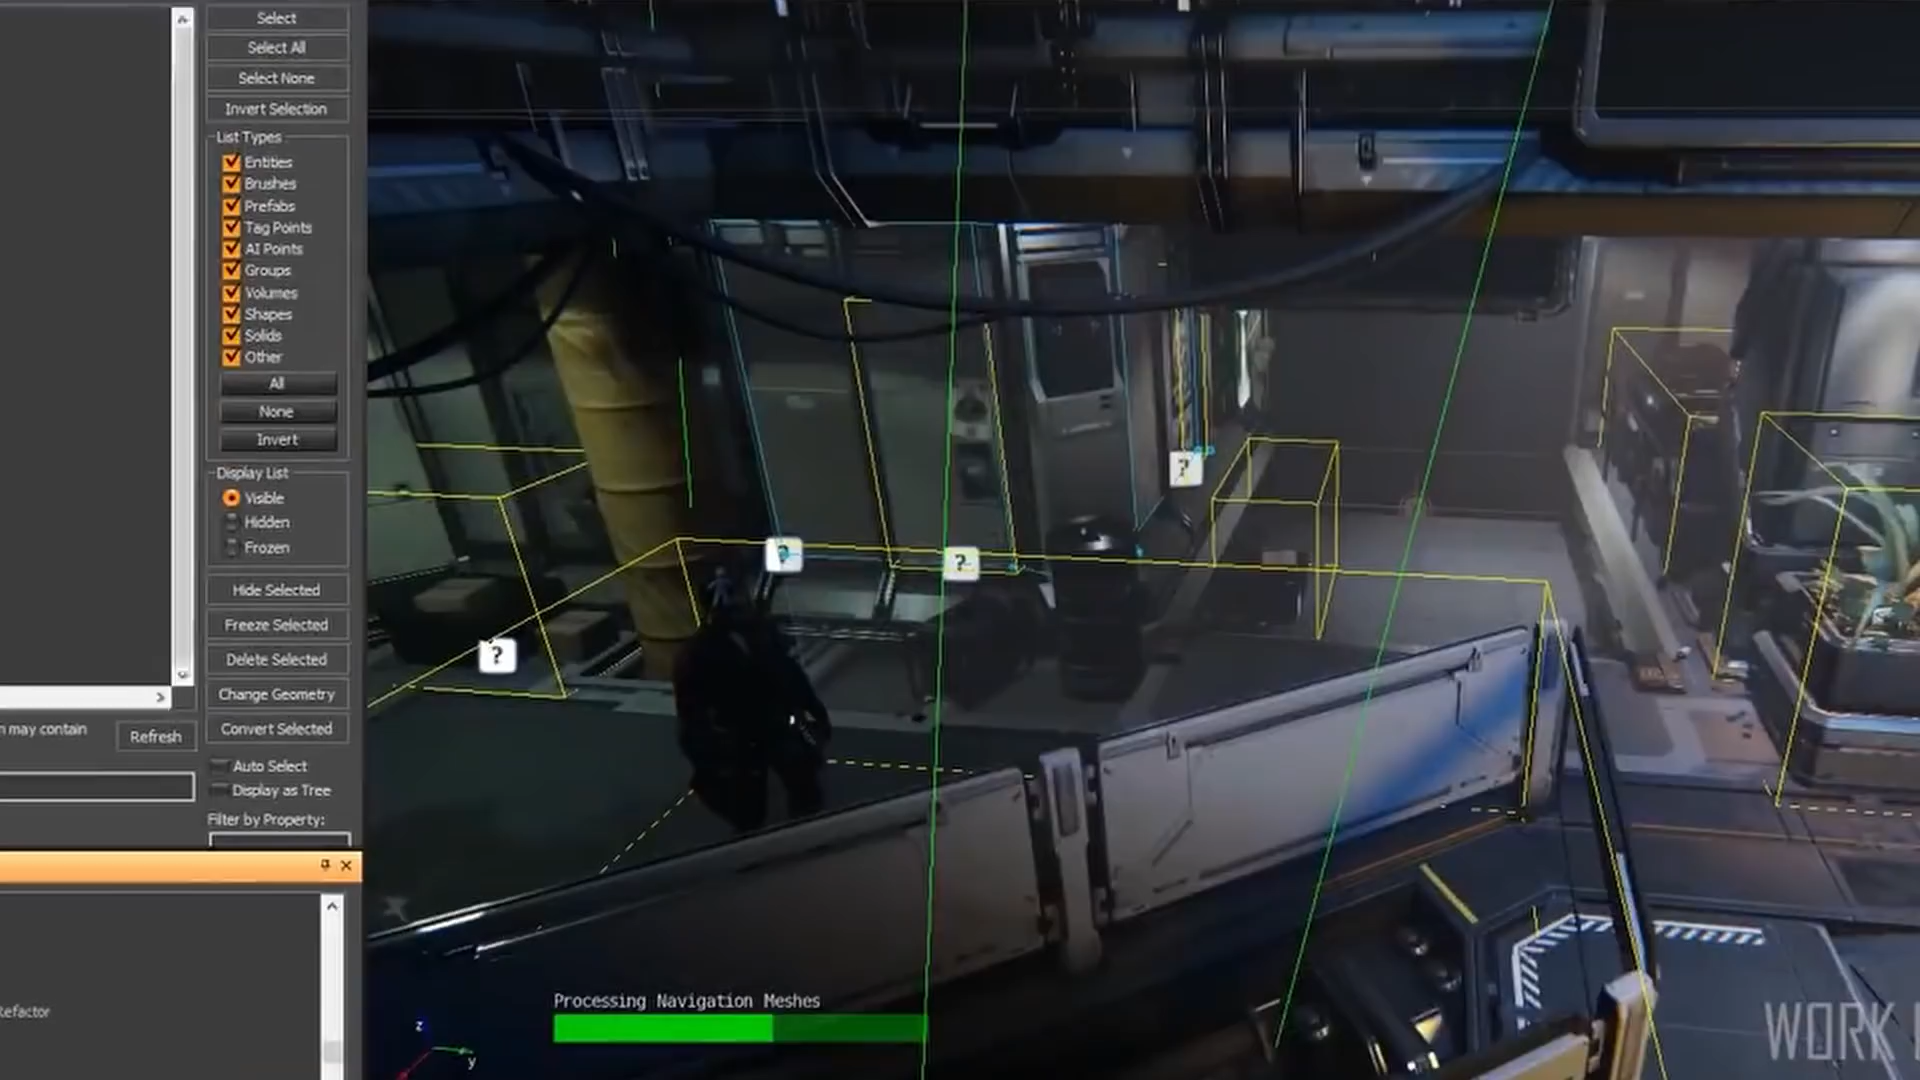 Select
Select All
Select None
Invert Selection
List Types
Entities
Brushes
Prefabs
Tag Points
AI Points
Groups
Volumes
Shapes
Solids
Other
All
None
Invert
Display List
Visible
Hidden
Frozen
Hide Selected
Freeze Selected
Delete Selected
Change Geometry
Convert Selected
may contain
Refresh
Auto Select
Display as Tree
Filter by Property:
Refactor
?
?
?
Processing Navigation Meshes
z
y
WORK